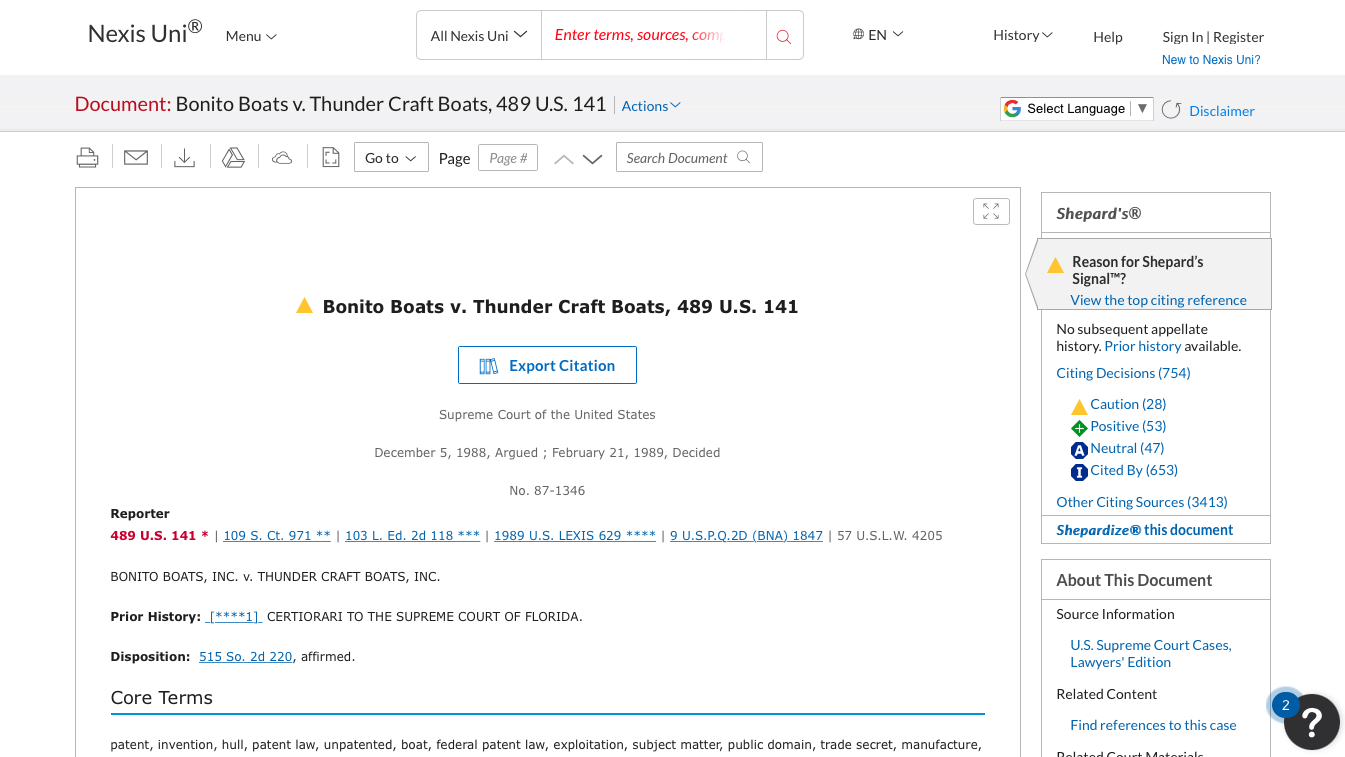 Nexis Uni®
Menu
All Nexis Uni
Enter terms, sources, com
EN
History
Help
Sign In | Register
New to Nexis Uni?
Document: Bonito Boats v. Thunder Craft Boats, 489 U.S. 141
Actions
Select Language ▼
Disclaimer
Go to
Page
Page #
Search Document
Bonito Boats v. Thunder Craft Boats, 489 U.S. 141
Export Citation
Supreme Court of the United States
December 5, 1988, Argued ; February 21, 1989, Decided
No. 87-1346
Reporter
489 U.S. 141 * | 109 S. Ct. 971 ** | 103 L. Ed. 2d 118 *** | 1989 U.S. LEXIS 629 **** | 9 U.S.P.Q.2D (BNA) 1847 | 57 U.S.L.W. 4205
BONITO BOATS, INC. v. THUNDER CRAFT BOATS, INC.
Prior History: [****1] CERTIORARI TO THE SUPREME COURT OF FLORIDA.
Disposition: 515 So. 2d 220, affirmed.
Core Terms
patent, invention, hull, patent law, unpatented, boat, federal patent law, exploitation, subject matter, public domain, trade secret, manufacture,
Shepard's®
Reason for Shepard's
Signal™?
View the top citing reference
No subsequent appellate
history. Prior history available.
Citing Decisions (754)
Caution (28)
Positive (53)
A Neutral (47)
I Cited By (653)
Other Citing Sources (3413)
Shepardize® this document
About This Document
Source Information
U.S. Supreme Court Cases,
Lawyers' Edition
Related Content
Find references to this case
Related Court Materials
2
?